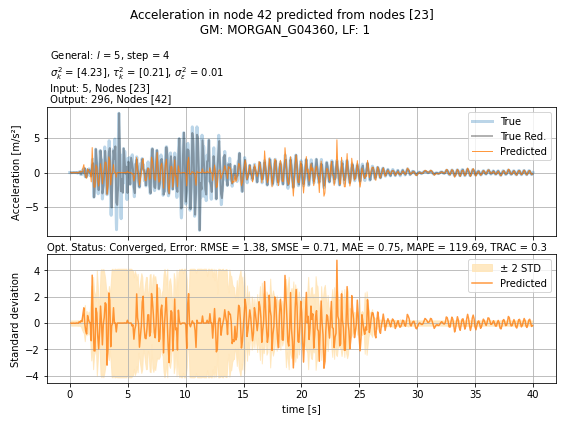 Acceleration in node 42 predicted from nodes [23]
GM: MORGAN_G04360, LF: 1
General: l = 5, step = 4
σ²ₖ = [4.23], τ²ₖ = [0.21], σ²ₑ = 0.01
Input: 5, Nodes [23]
Output: 296, Nodes [42]
True
True Red.
Predicted
Acceleration [m/s²]
5
0
−5
Opt. Status: Converged, Error: RMSE = 1.38, SMSE = 0.71, MAE = 0.75, MAPE = 119.69, TRAC = 0.3
± 2 STD
Predicted
Standard deviation
4
2
0
−2
−4
0 5 10 15 20 25 30 35 40
time [s]